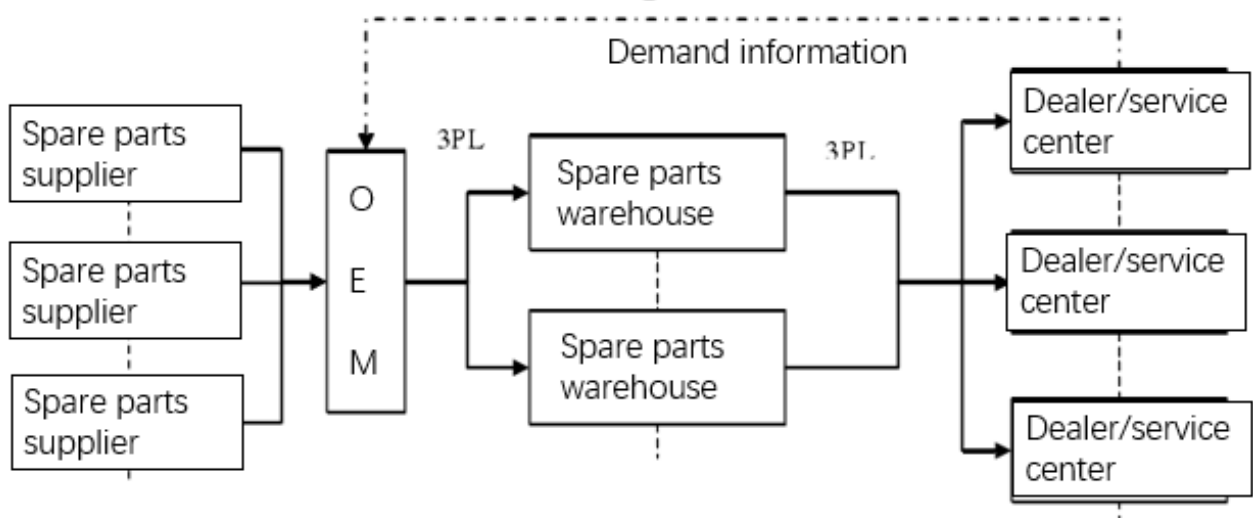 Demand information
Spare parts
supplier
Spare parts
supplier
Spare parts
supplier
O
E
M
3PL
Spare parts
warehouse
Spare parts
warehouse
3PL
Dealer/service
center
Dealer/service
center
Dealer/service
center